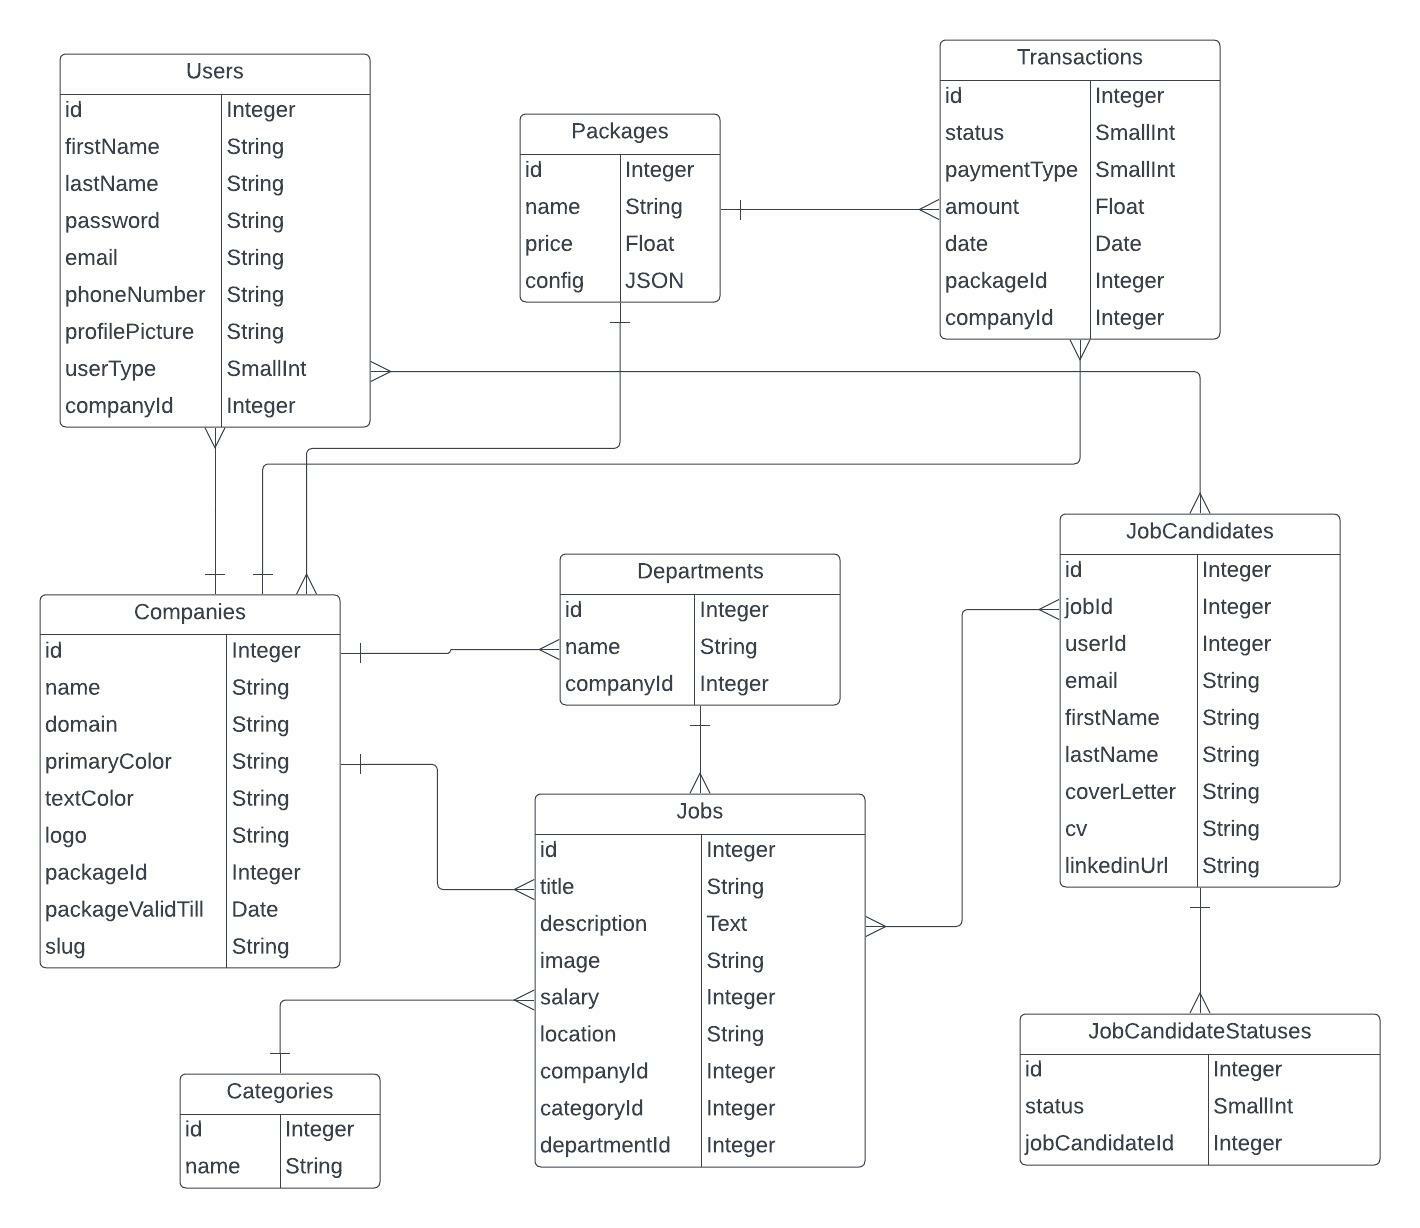 Users
id Integer
firstName String
lastName String
password String
email String
phoneNumber String
profilePicture String
userType SmallInt
companyId Integer
Packages
id Integer
name String
price Float
config JSON
Transactions
id Integer
status SmallInt
paymentType SmallInt
amount Float
date Date
packageId Integer
companyId Integer
Companies
id Integer
name String
domain String
primaryColor String
textColor String
logo String
packageId Integer
packageValidTill Date
slug String
Departments
id Integer
name String
companyId Integer
JobCandidates
id Integer
jobId Integer
userId Integer
email String
firstName String
lastName String
coverLetter String
cv String
linkedinUrl String
Jobs
id Integer
title String
description Text
image String
salary Integer
location String
companyId Integer
categoryId Integer
departmentId Integer
Categories
id Integer
name String
JobCandidateStatuses
id Integer
status SmallInt
jobCandidateId Integer